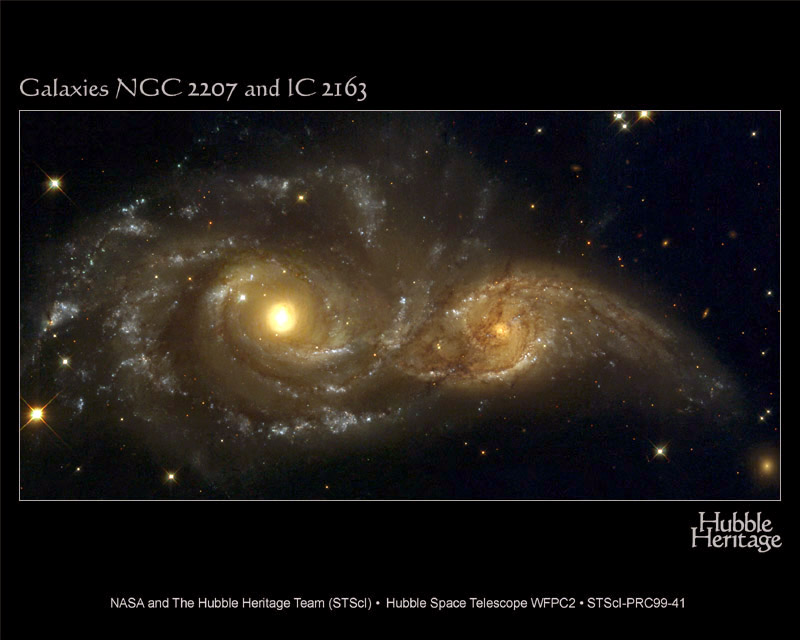 Galaxies NGC 2207 and IC 2163
Hubble
Heritage
NASA and The Hubble Heritage Team (STScI) • Hubble Space Telescope WFPC2 • STScI-PRC99-41